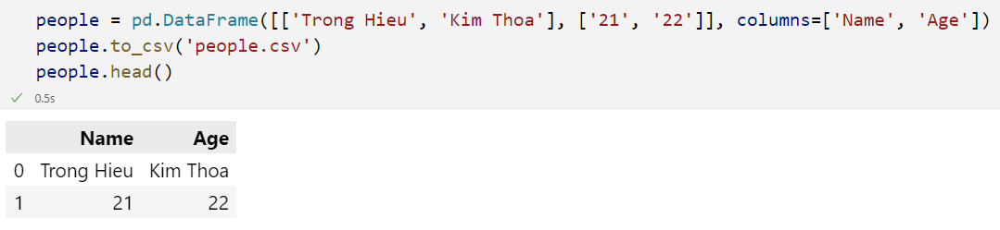 people = pd.DataFrame([['Trong Hieu', 'Kim Thoa'], ['21', '22']], columns=['Name', 'Age'])
people.to_csv('people.csv')
people.head()
✓ 0.5s
Name Age
0 Trong Hieu Kim Thoa
1 21 22